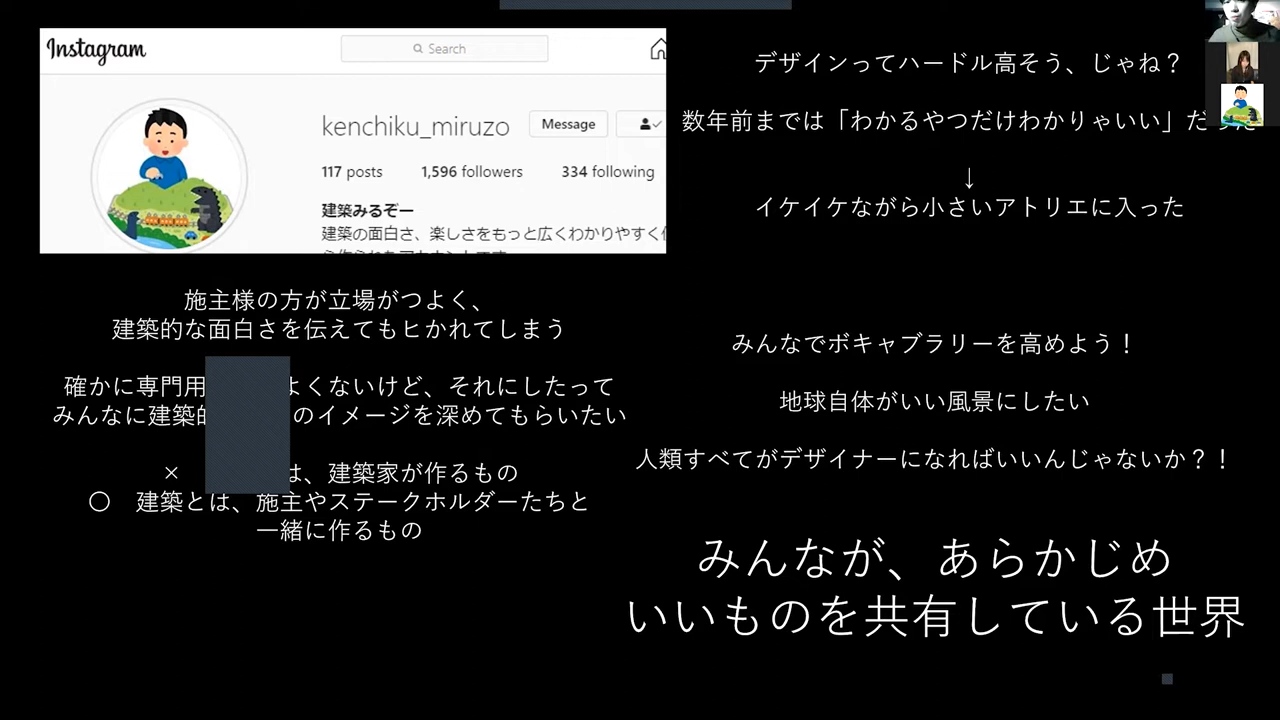 Instagram
Search
kenchiku_miruzo
Message
117 posts 1,596 followers 334 following
建築みるぞー
建築の面白さ、楽しさをもっと広くわかりやすく
施主様の方が立場がつよく、
建築的な面白さを伝えてもヒかれてしまう
確かに専門用 よくないけど、それにしたって
みんなに建築的 のイメージを深めてもらいたい
× は、建築家が作るもの
〇 建築とは、施主やステークホルダーたちと
一緒に作るもの
デザインってハードル高そう、じゃね？
数年前までは「わかるやつだけわかりゃいい」だった
↓
イケイケながら小さいアトリエに入った
みんなでボキャブラリーを高めよう！
地球自体がいい風景にしたい
人類すべてがデザイナーになればいいんじゃないか？！
みんなが、あらかじめ
いいものを共有している世界